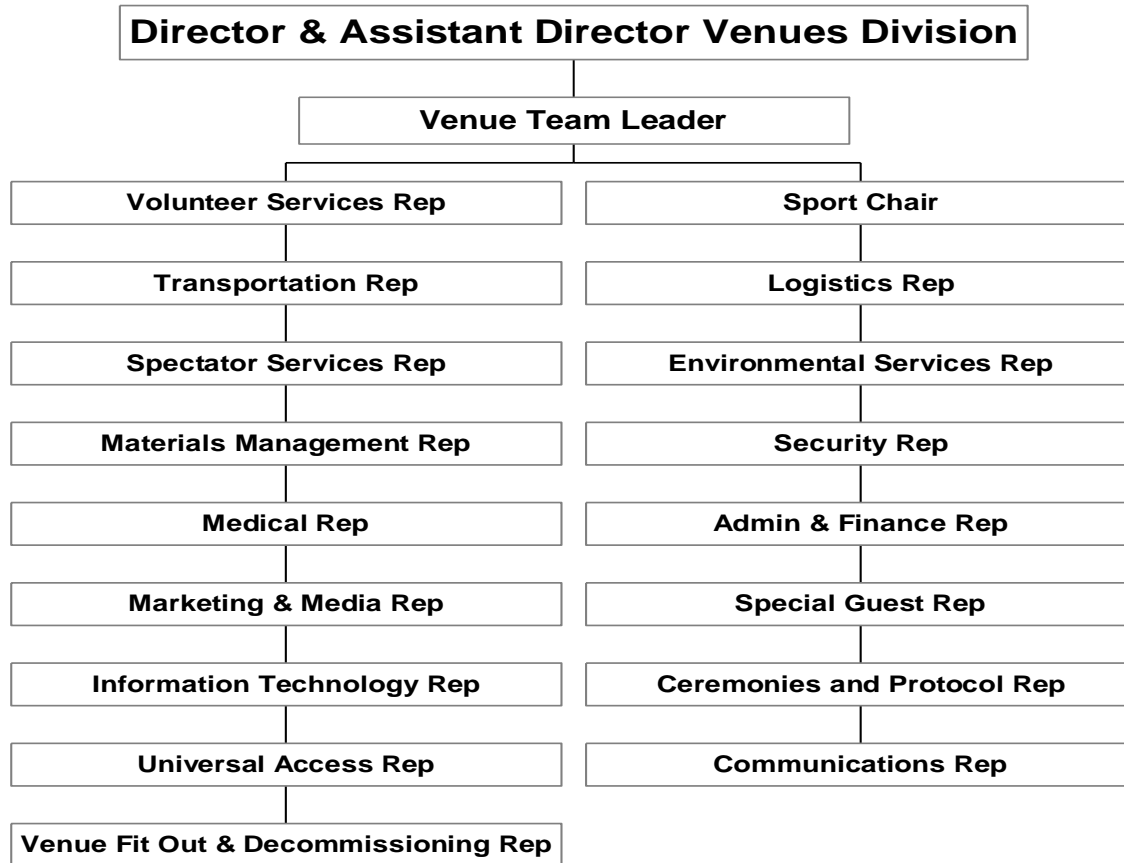 Director & Assistant Director Venues Division
Venue Team Leader
Volunteer Services Rep
Sport Chair
Transportation Rep
Logistics Rep
Spectator Services Rep
Environmental Services Rep
Materials Management Rep
Security Rep
Medical Rep
Admin & Finance Rep
Marketing & Media Rep
Special Guest Rep
Information Technology Rep
Ceremonies and Protocol Rep
Universal Access Rep
Communications Rep
Venue Fit Out & Decommissioning Rep